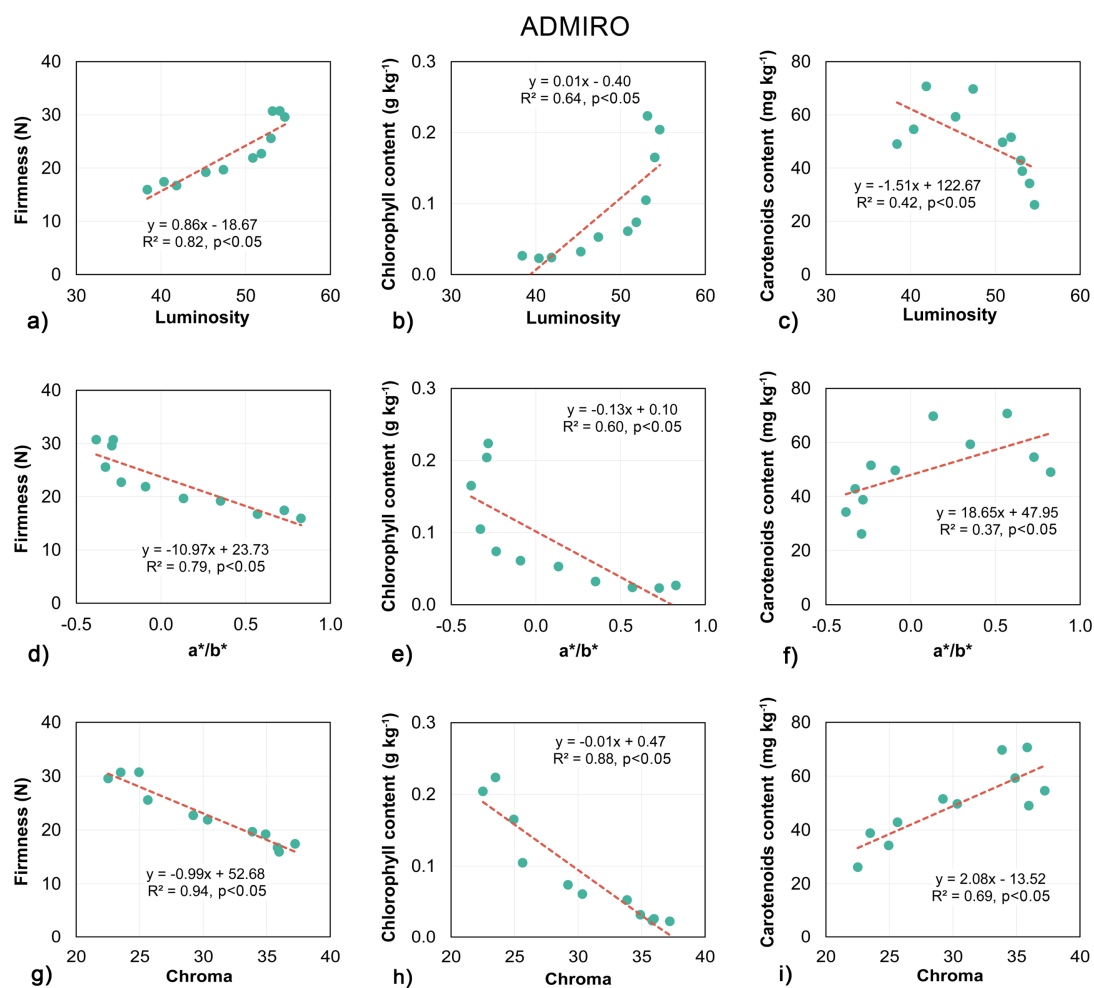 ADMIRO
Firmness (N)
40
30
20
10
0
y = 0.86x - 18.67
R² = 0.82, p<0.05
30
40
50
60
a)
Luminosity
Chlorophyll content (g kg⁻¹)
0.3
0.2
0.1
0.0
y = 0.01x - 0.40
R² = 0.64, p<0.05
30
40
50
60
b)
Luminosity
Carotenoids content (mg kg⁻¹)
80
60
40
20
0
y = -1.51x + 122.67
R² = 0.42, p<0.05
30
40
50
60
c)
Luminosity
Firmness (N)
40
30
20
10
0
y = -10.97x + 23.73
R² = 0.79, p<0.05
-0.5
0.0
0.5
1.0
d)
a*/b*
Chlorophyll content (g kg⁻¹)
0.3
0.2
0.1
0.0
y = -0.13x + 0.10
R² = 0.60, p<0.05
-0.5
0.0
0.5
1.0
e)
a*/b*
Carotenoids content (mg kg⁻¹)
80
60
40
20
0
y = 18.65x + 47.95
R² = 0.37, p<0.05
-0.5
0.0
0.5
1.0
f)
a*/b*
Firmness (N)
40
30
20
10
0
y = -0.99x + 52.68
R² = 0.94, p<0.05
20
25
30
35
40
g)
Chroma
Chlorophyll content (g kg⁻¹)
0.3
0.2
0.1
0.0
y = -0.01x + 0.47
R² = 0.88, p<0.05
20
25
30
35
40
h)
Chroma
Carotenoids content (mg kg⁻¹)
80
60
40
20
0
y = 2.08x - 13.52
R² = 0.69, p<0.05
20
25
30
35
40
i)
Chroma